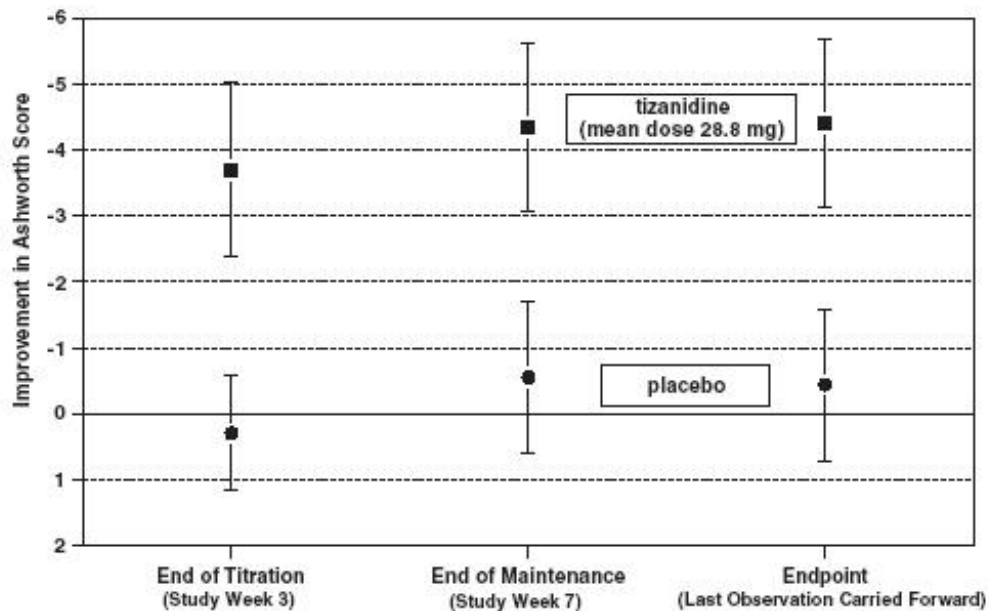 Improvement in Ashworth Score
-6
-5
-4
-3
-2
-1
0
1
2
tizanidine
(mean dose 28.8 mg)
placebo
End of Titration
(Study Week 3)
End of Maintenance
(Study Week 7)
Endpoint
(Last Observation Carried Forward)